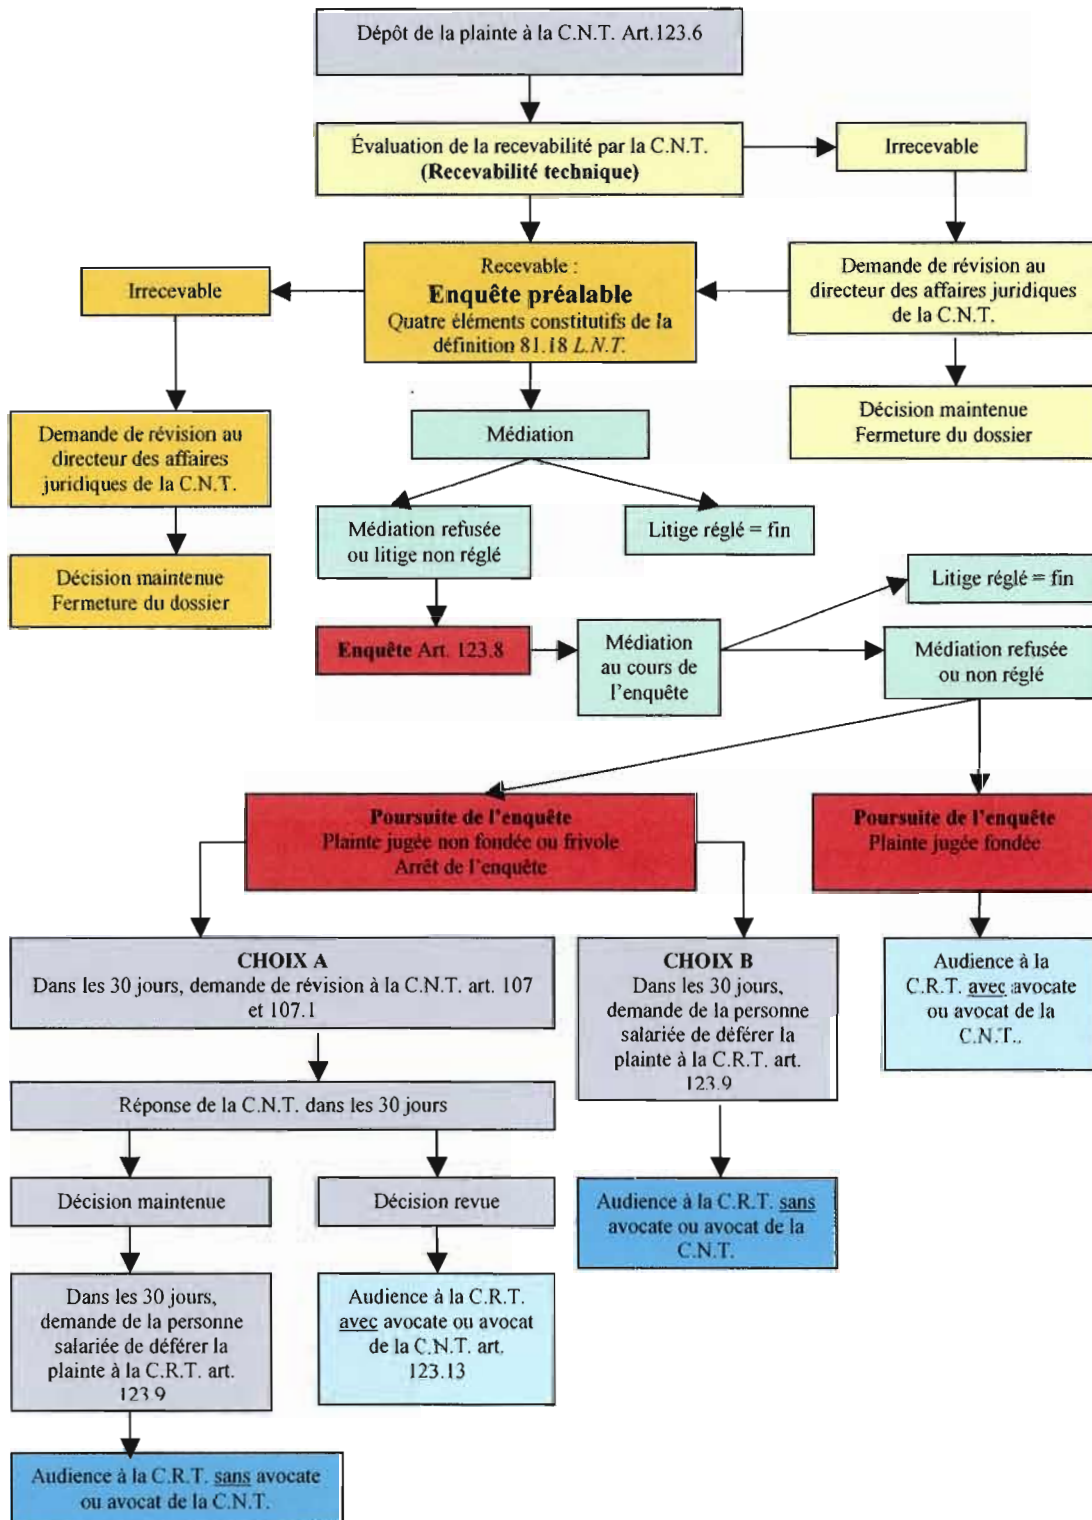 Dépôt de la plainte à la C.N.T. Art.123.6
Évaluation de la recevabilité par la C.N.T.
(Recevabilité technique)
Irrecevable
Irrecevable
Recevable :
Enquête préalable
Quatre éléments constitutifs de la
définition 81.18 L.N.T.
Demande de révision au
directeur des affaires juridiques
de la C.N.T.
Demande de révision au
directeur des affaires
juridiques de la C.N.T.
Médiation
Décision maintenue
Fermeture du dossier
Médiation refusée
ou litige non réglé
Litige réglé = fin
Décision maintenue
Fermeture du dossier
Litige réglé = fin
Enquête Art. 123.8
Médiation
au cours de
l'enquête
Médiation refusée
ou non réglé
Poursuite de l'enquête
Plainte jugée non fondée ou frivole
Arrêt de l'enquête
Poursuite de l'enquête
Plainte jugée fondée
CHOIX A
Dans les 30 jours, demande de révision à la C.N.T. art. 107
et 107.1
CHOIX B
Dans les 30 jours,
demande de la personne
salariée de déférer la
plainte à la C.R.T. art.
123.9
Audience à la
C.R.T. avec avocate
ou avocat de la
C.N.T..
Réponse de la C.N.T. dans les 30 jours
Décision maintenue
Décision revue
Audience à la C.R.T. sans
avocate ou avocat de la
C.N.T.
Dans les 30 jours,
demande de la personne
salariée de déférer la
plainte à la C.R.T. art.
123.9
Audience à la C.R.T.
avec avocate ou avocat
de la C.N.T. art.
123.13
Audience à la C.R.T. sans avocate
ou avocat de la C.N.T.